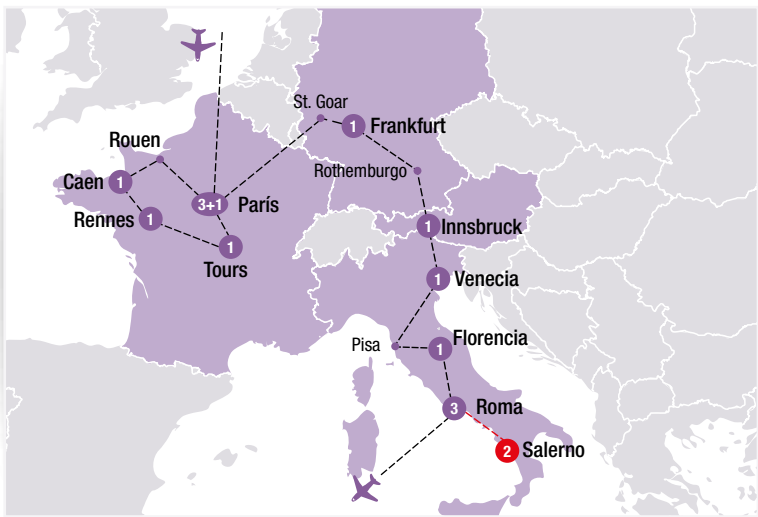 St. Goar
1 Frankfurt
Rouen
Rothemburgo
Caen 1
3+1 París
Rennes 1
1 Innsbruck
1
Tours
1 Venecia
Pisa
1 Florencia
3 Roma
2 Salerno